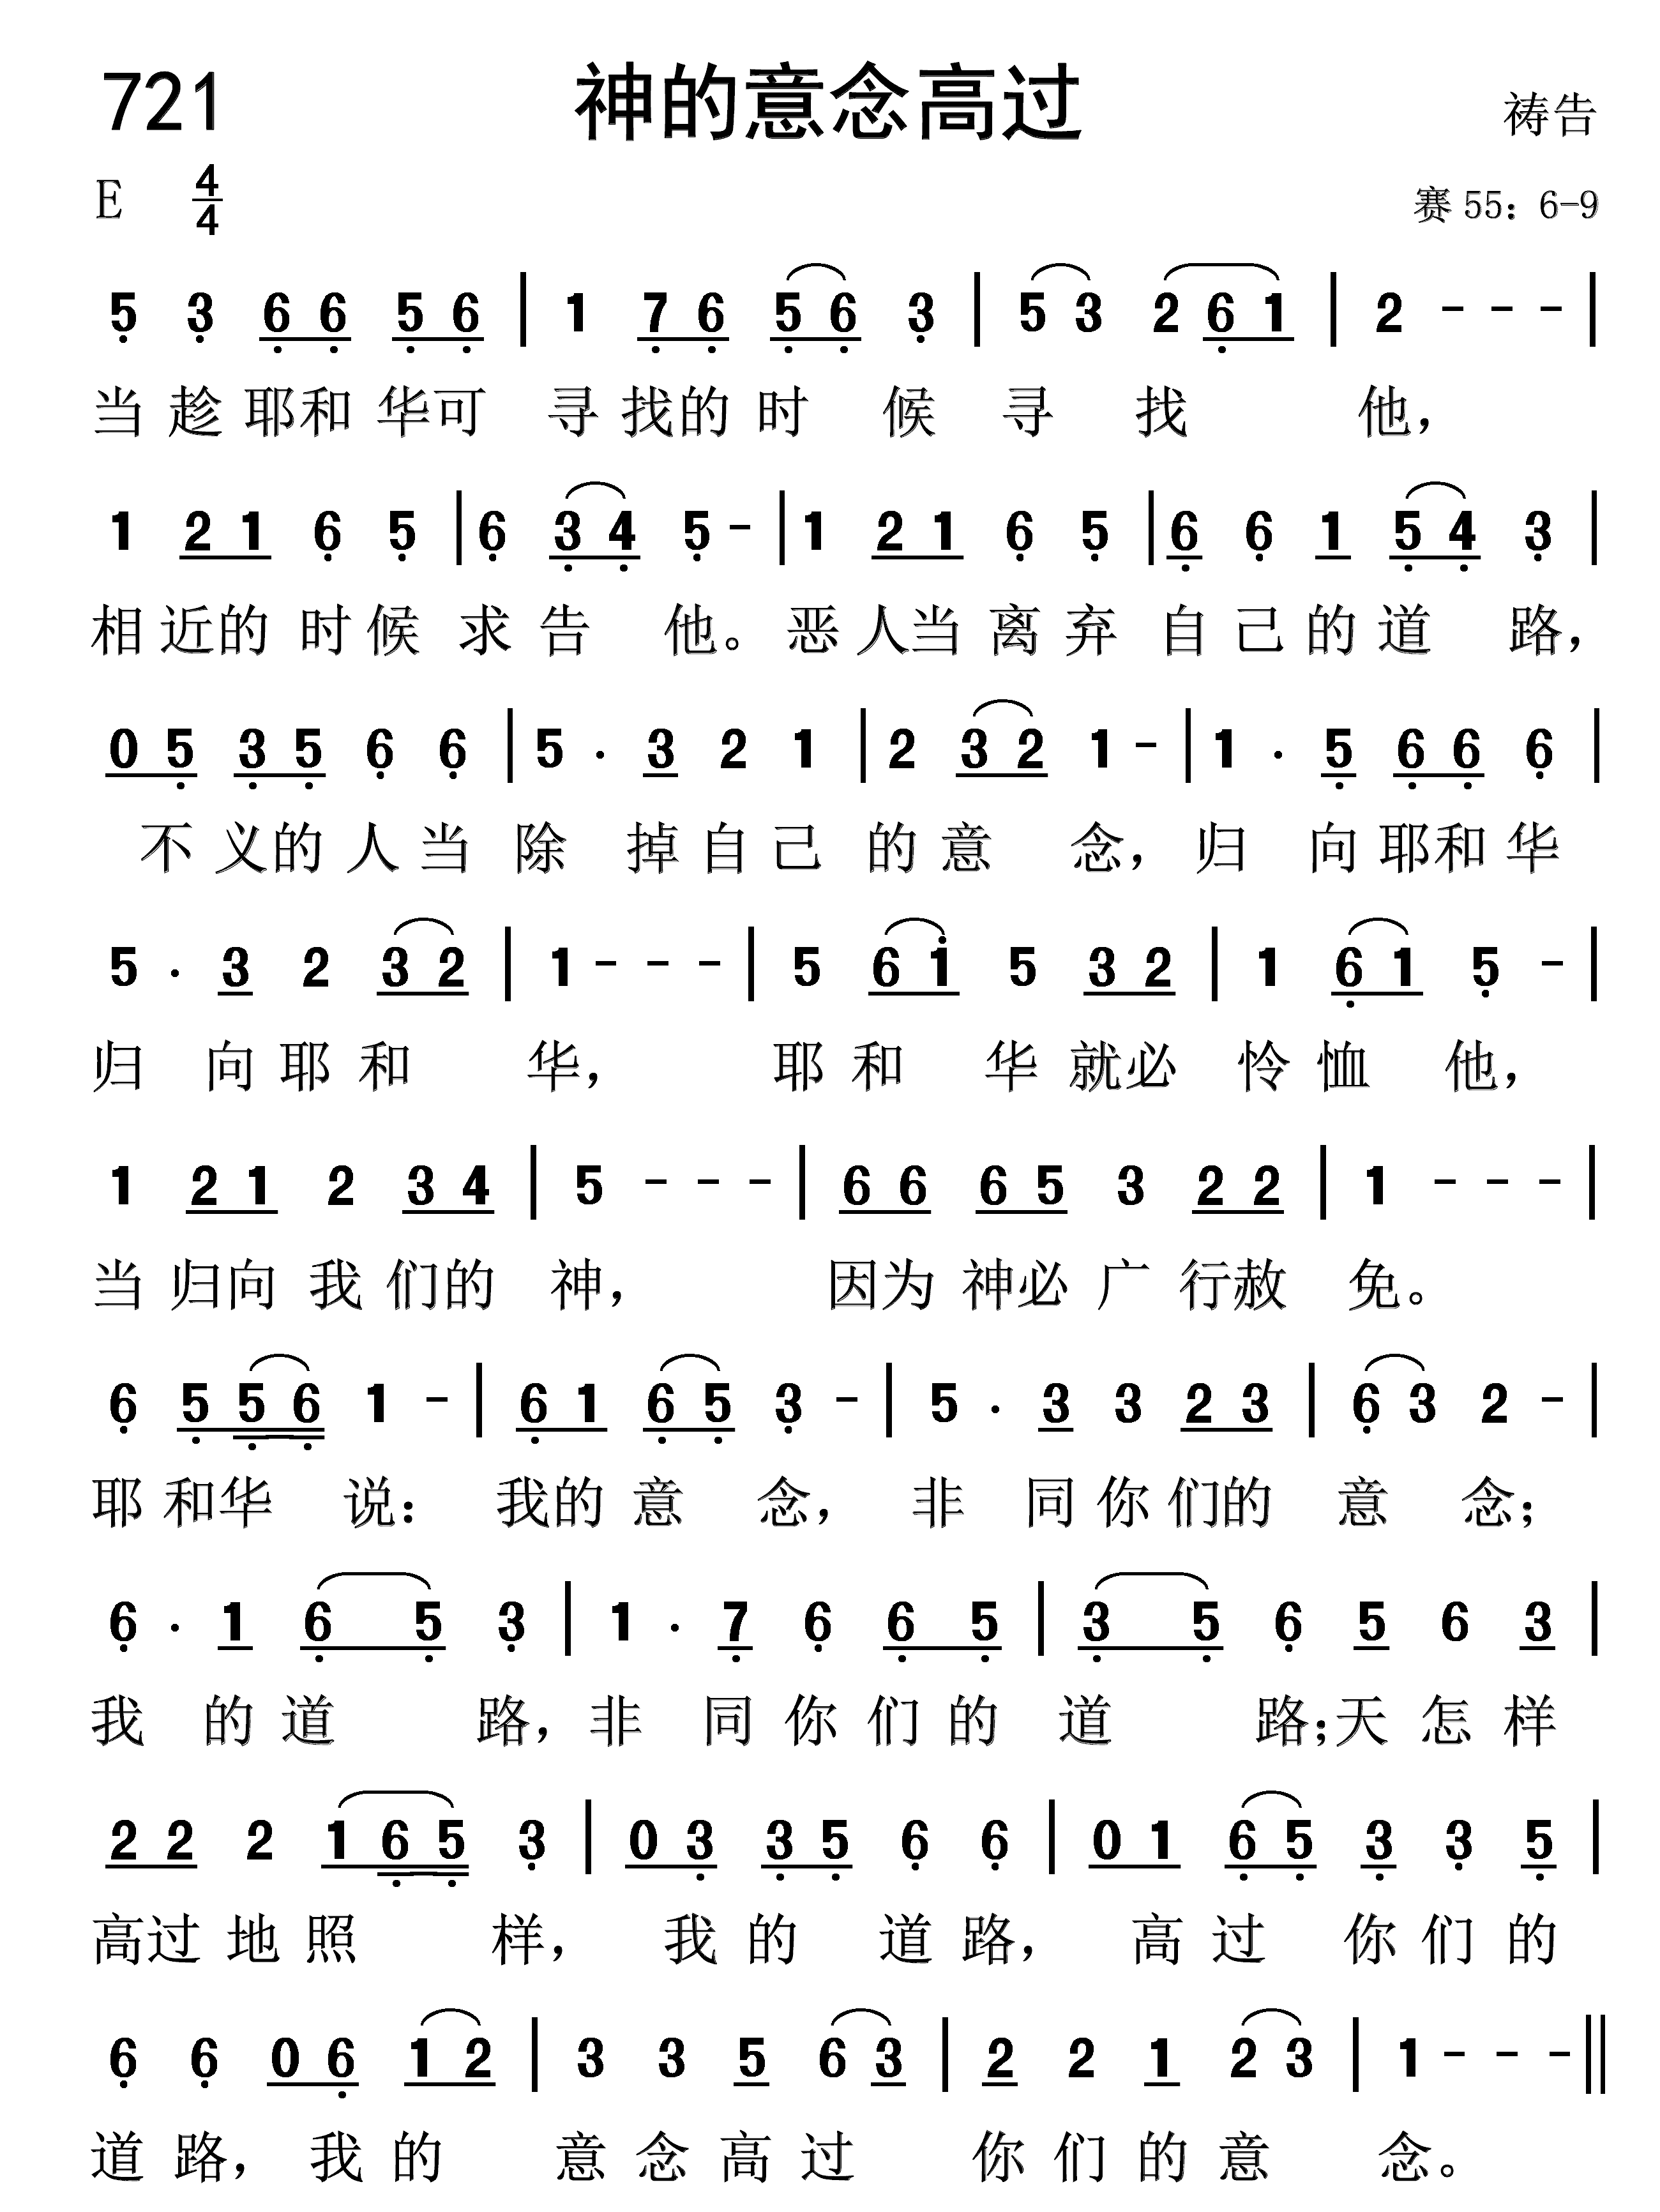 721 神的意念高过 祷告
E 4/4 赛 55：6-9
5 3 6 6 5 6 | 1 7 6 5 6 3 | 5 3 2 6 1 | 2 - - - |
当趁耶和华可 寻找的时候寻找 他，
1 2 1 6 5 | 6 3 4 5 - | 1 2 1 6 5 | 6 6 1 5 4 3 |
相近的时候求告 他。恶人当离弃自己的道 路，
0 5 3 5 6 6 | 5 · 3 2 1 | 2 3 2 1 - | 1 · 5 6 6 6 |
不义的人当 除 掉自己 的意 念，归 向耶和华
5 · 3 2 3 2 | 1 - - - | 5 6 1 5 3 2 | 1 6 1 5 - |
归 向耶和 华， 耶和 华就必 怜恤 他，
1 2 1 2 3 4 | 5 - - - | 6 6 6 5 3 2 2 | 1 - - - |
当归向我们的 神， 因为神必广行赦 免。
6 5 5 6 1 - | 6 1 6 5 3 - | 5 · 3 3 2 3 | 6 3 2 - |
耶和华 说：我的意 念， 非 同你们的 意 念；
6 · 1 6 5 3 | 1 · 7 6 6 5 | 3 5 6 5 6 3 |
我 的道 路，非 同你们的 道 路；天怎样
2 2 2 1 6 5 3 | 0 3 3 5 6 6 | 0 1 6 5 3 3 5 |
高过地照 样， 我的 道路， 高过 你们的
6 6 0 6 1 2 | 3 3 5 6 3 | 2 2 1 2 3 | 1 - - - ||
道路，我的 意念高过 你们的意 念。